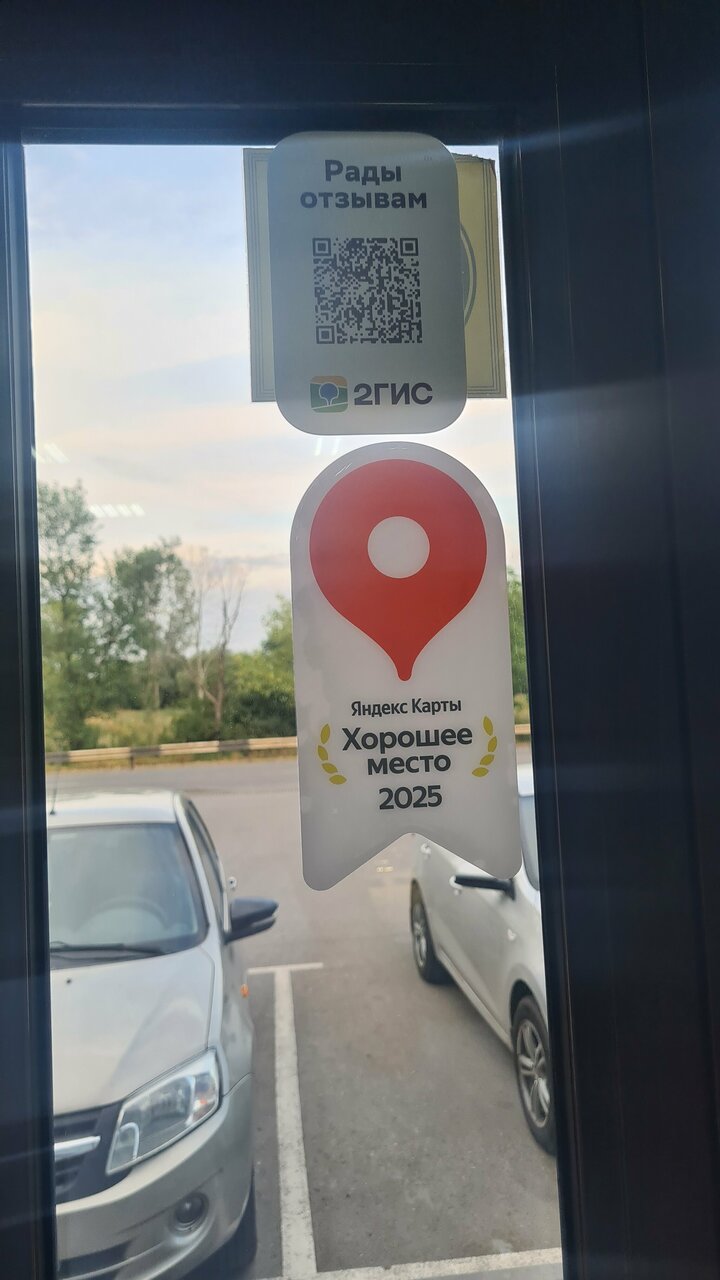 Рады
отзывам
2ГИС
Яндекс Карты
Хорошее
место
2025